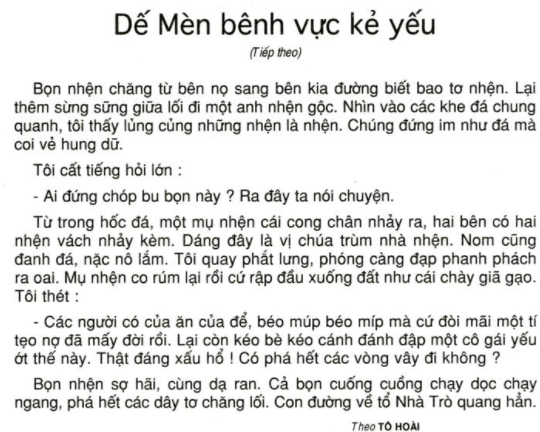 Dế Mèn bênh vực kẻ yếu
(Tiếp theo)
Bọn nhện chăng từ bên nọ sang bên kia đường biết bao tơ nhện. Lại
thêm sừng sững giữa lối đi một anh nhện gộc. Nhìn vào các khe đá chung
quanh, tôi thấy lủng củng những nhện là nhện. Chúng đứng im như đá mà
coi vẻ hung dữ.
Tôi cất tiếng hỏi lớn :
- Ai đứng chóp bu bọn này ? Ra đây ta nói chuyện.
Từ trong hốc đá, một mụ nhện cái cong chân nhảy ra, hai bên có hai
nhện vách nhảy kèm. Dáng đây là vị chúa trùm nhà nhện. Nom cũng
đanh đá, nặc nô lắm. Tôi quay phắt lưng, phóng càng đạp phanh phách
ra oai. Mụ nhện co rúm lại rồi cứ rập đầu xuống đất như cái chày giã gạo.
Tôi thét :
- Các người có của ăn của để, béo múp béo míp mà cứ đòi mãi một tí
tẹo nợ đã mấy đời rồi. Lại còn kéo bè kéo cánh đánh đập một cô gái yếu
ớt thế này. Thật đáng xấu hổ ! Có phá hết các vòng vây đi không ?
Bọn nhện sợ hãi, cùng dạ ran. Cả bọn cuống cuồng chạy dọc chạy
ngang, phá hết các dây tơ chăng lối. Con đường về tổ Nhà Trò quang hẳn.
Theo TÔ HOÀI